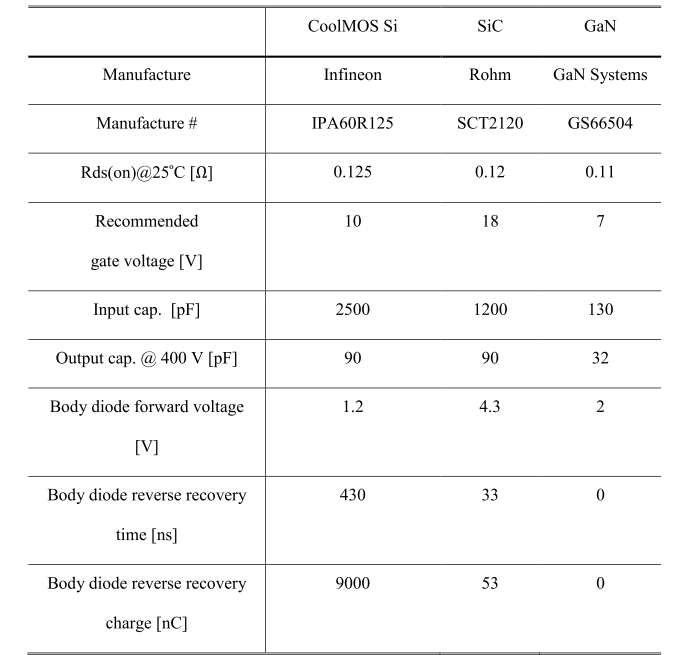 CoolMOS Si SiC GaN
Manufacture Infineon Rohm GaN Systems
Manufacture # IPA60R125 SCT2120 GS66504
Rds(on)@25°C [Ω] 0.125 0.12 0.11
Recommended 10 18 7
gate voltage [V]
Input cap. [pF] 2500 1200 130
Output cap. @ 400 V [pF] 90 90 32
Body diode forward voltage 1.2 4.3 2
[V]
Body diode reverse recovery 430 33 0
time [ns]
Body diode reverse recovery 9000 53 0
charge [nC]